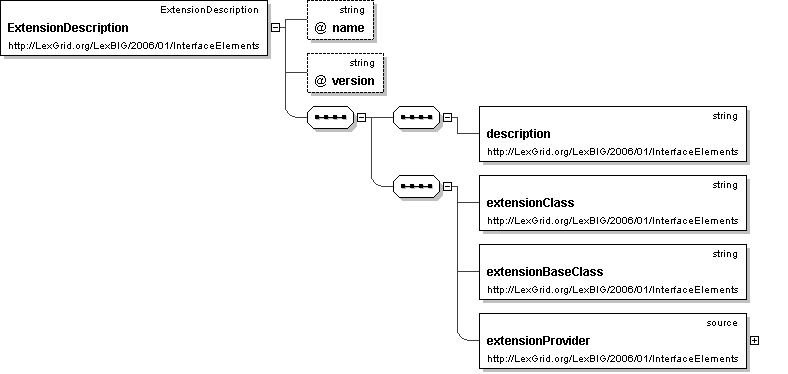 ExtensionDescription
ExtensionDescription
http://LexGrid.org/LexBIG/2006/01/InterfaceElements
string
@ name
string
@ version
string
description
http://LexGrid.org/LexBIG/2006/01/InterfaceElements
string
extensionClass
http://LexGrid.org/LexBIG/2006/01/InterfaceElements
string
extensionBaseClass
http://LexGrid.org/LexBIG/2006/01/InterfaceElements
source
extensionProvider
http://LexGrid.org/LexBIG/2006/01/InterfaceElements